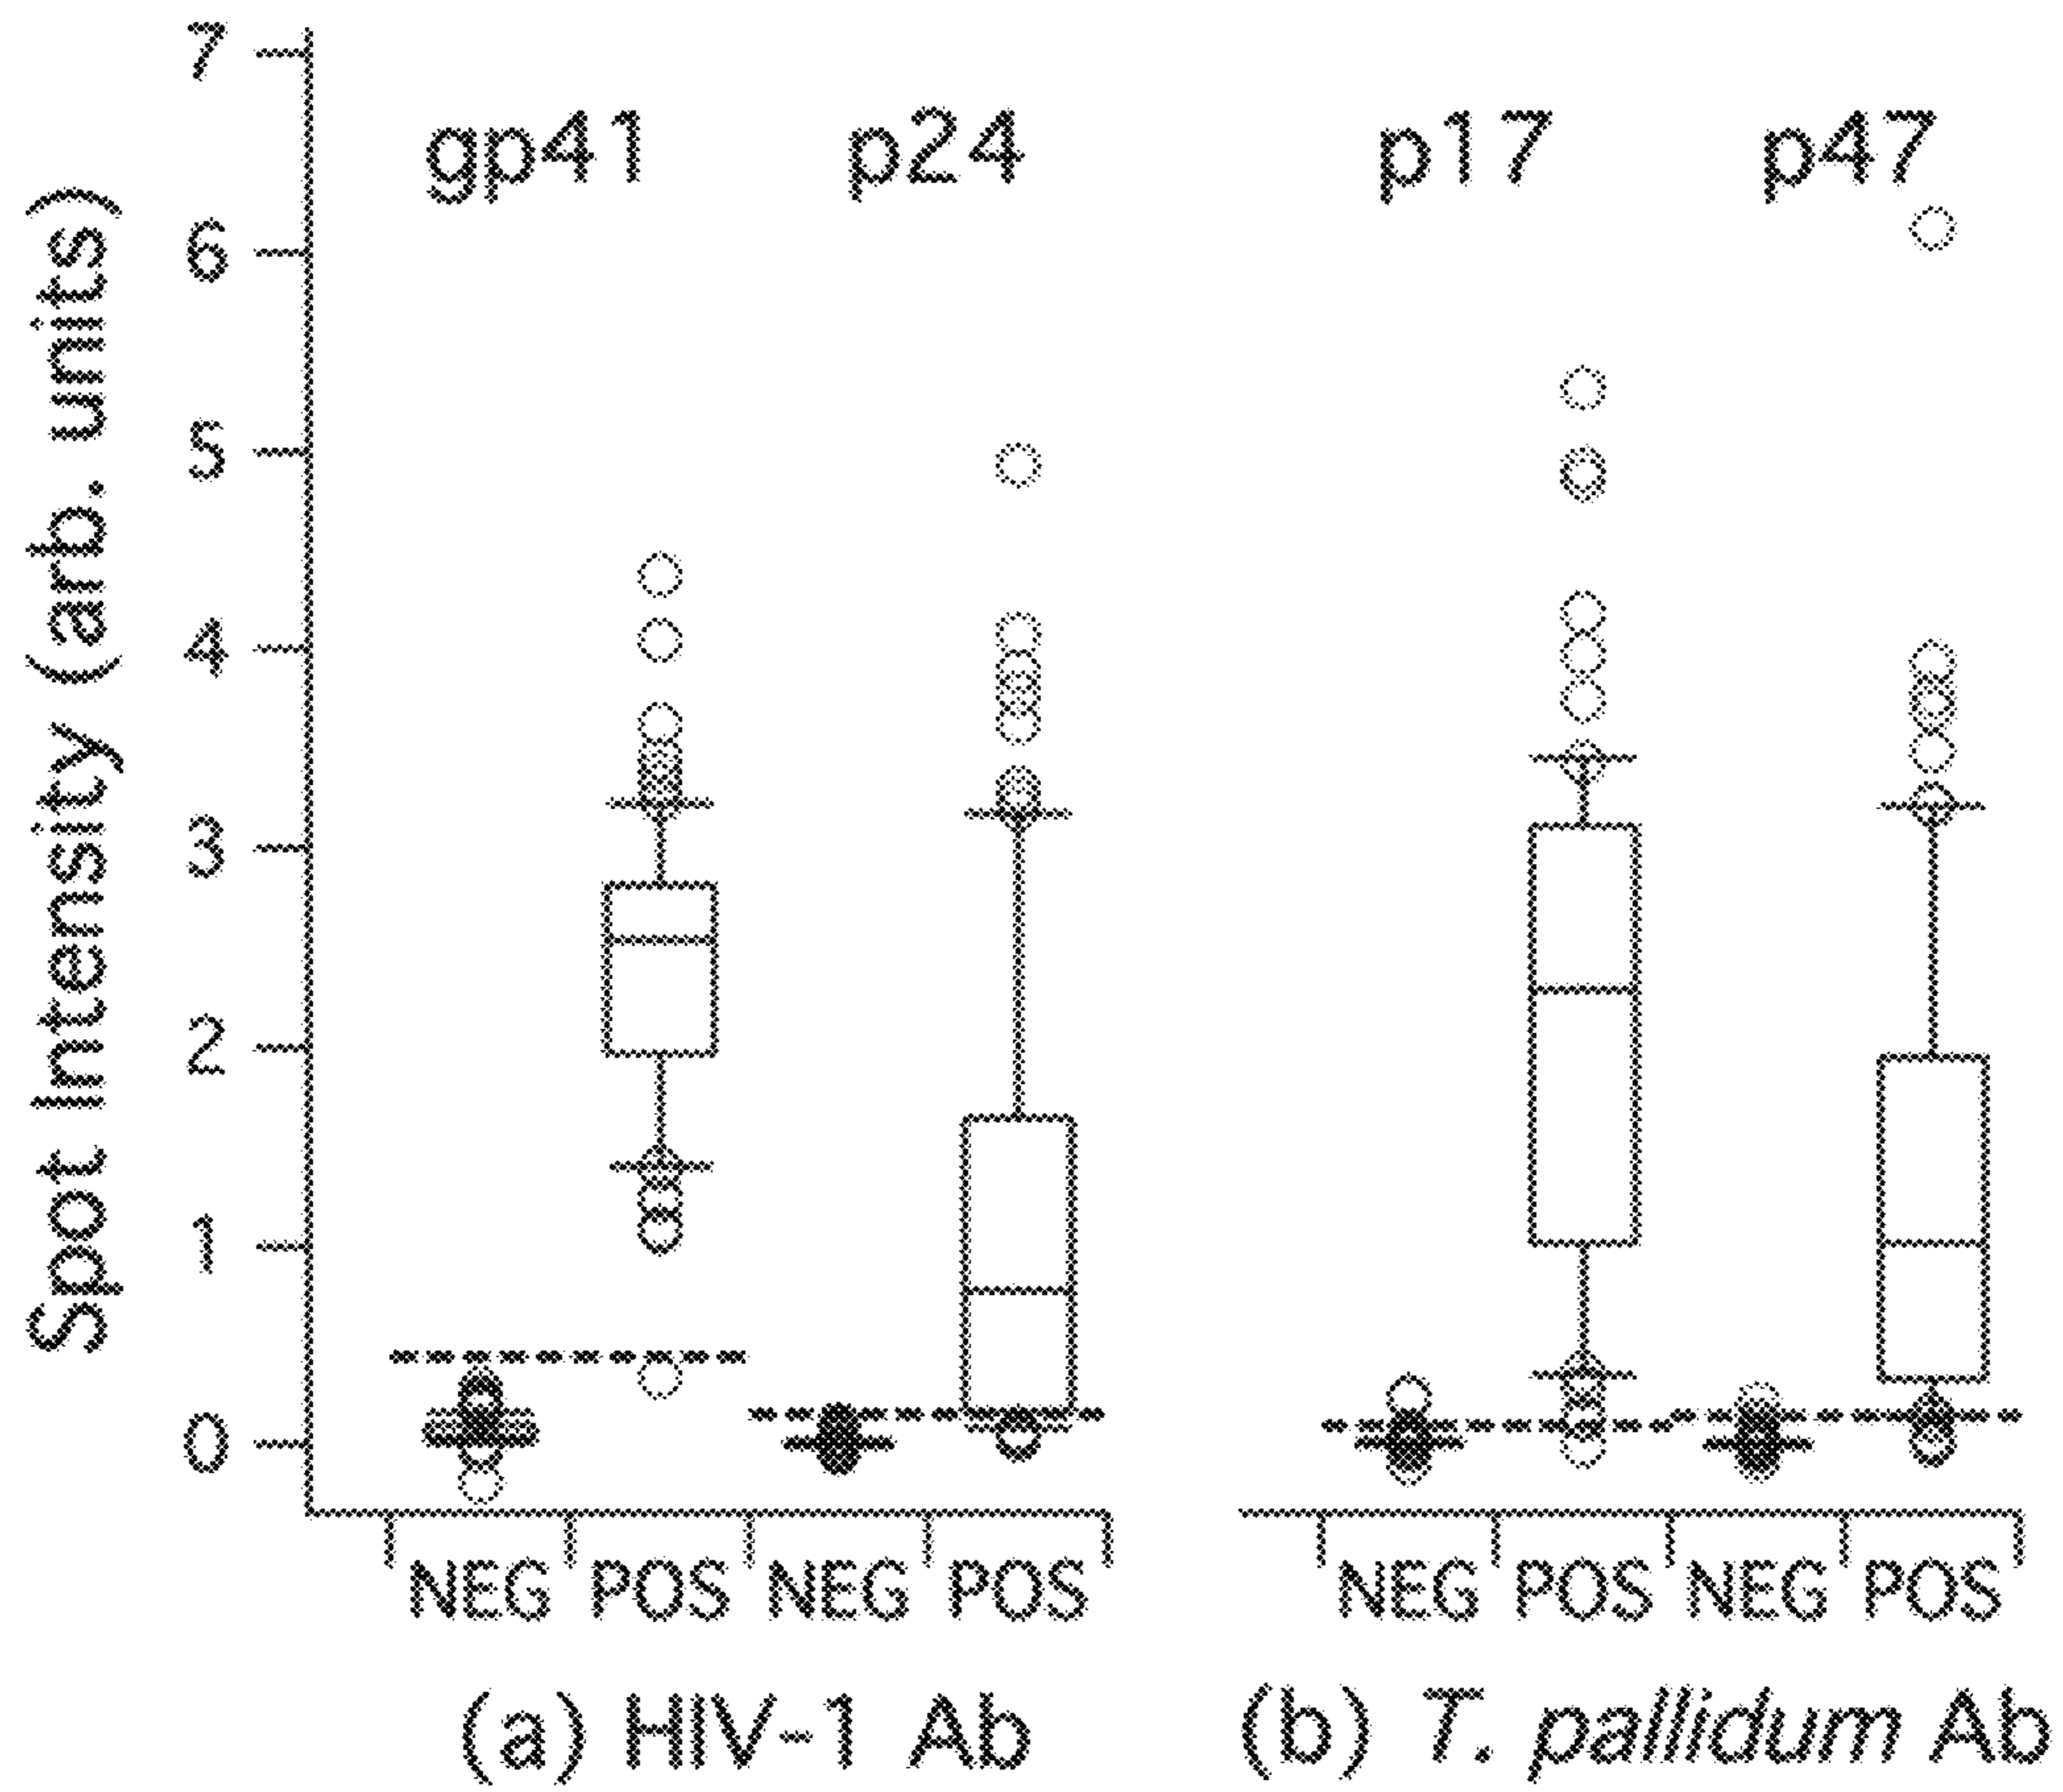 Spot Intensity (arb. units)
7
6
5
4
3
2
1
0
gp41 p24 p17 p47
NEG POS NEG POS NEG POS NEG POS
(a) HIV-1 Ab (b) T. pallidum Ab